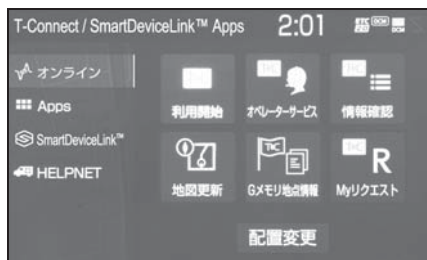 T-Connect / SmartDeviceLink™ Apps 2:01
オンライン
Apps
SmartDeviceLink™
HELPNET
利用開始 オペレーターサービス 情報確認
地図更新 Gメモリ地点情報 Myリクエスト
配置変更